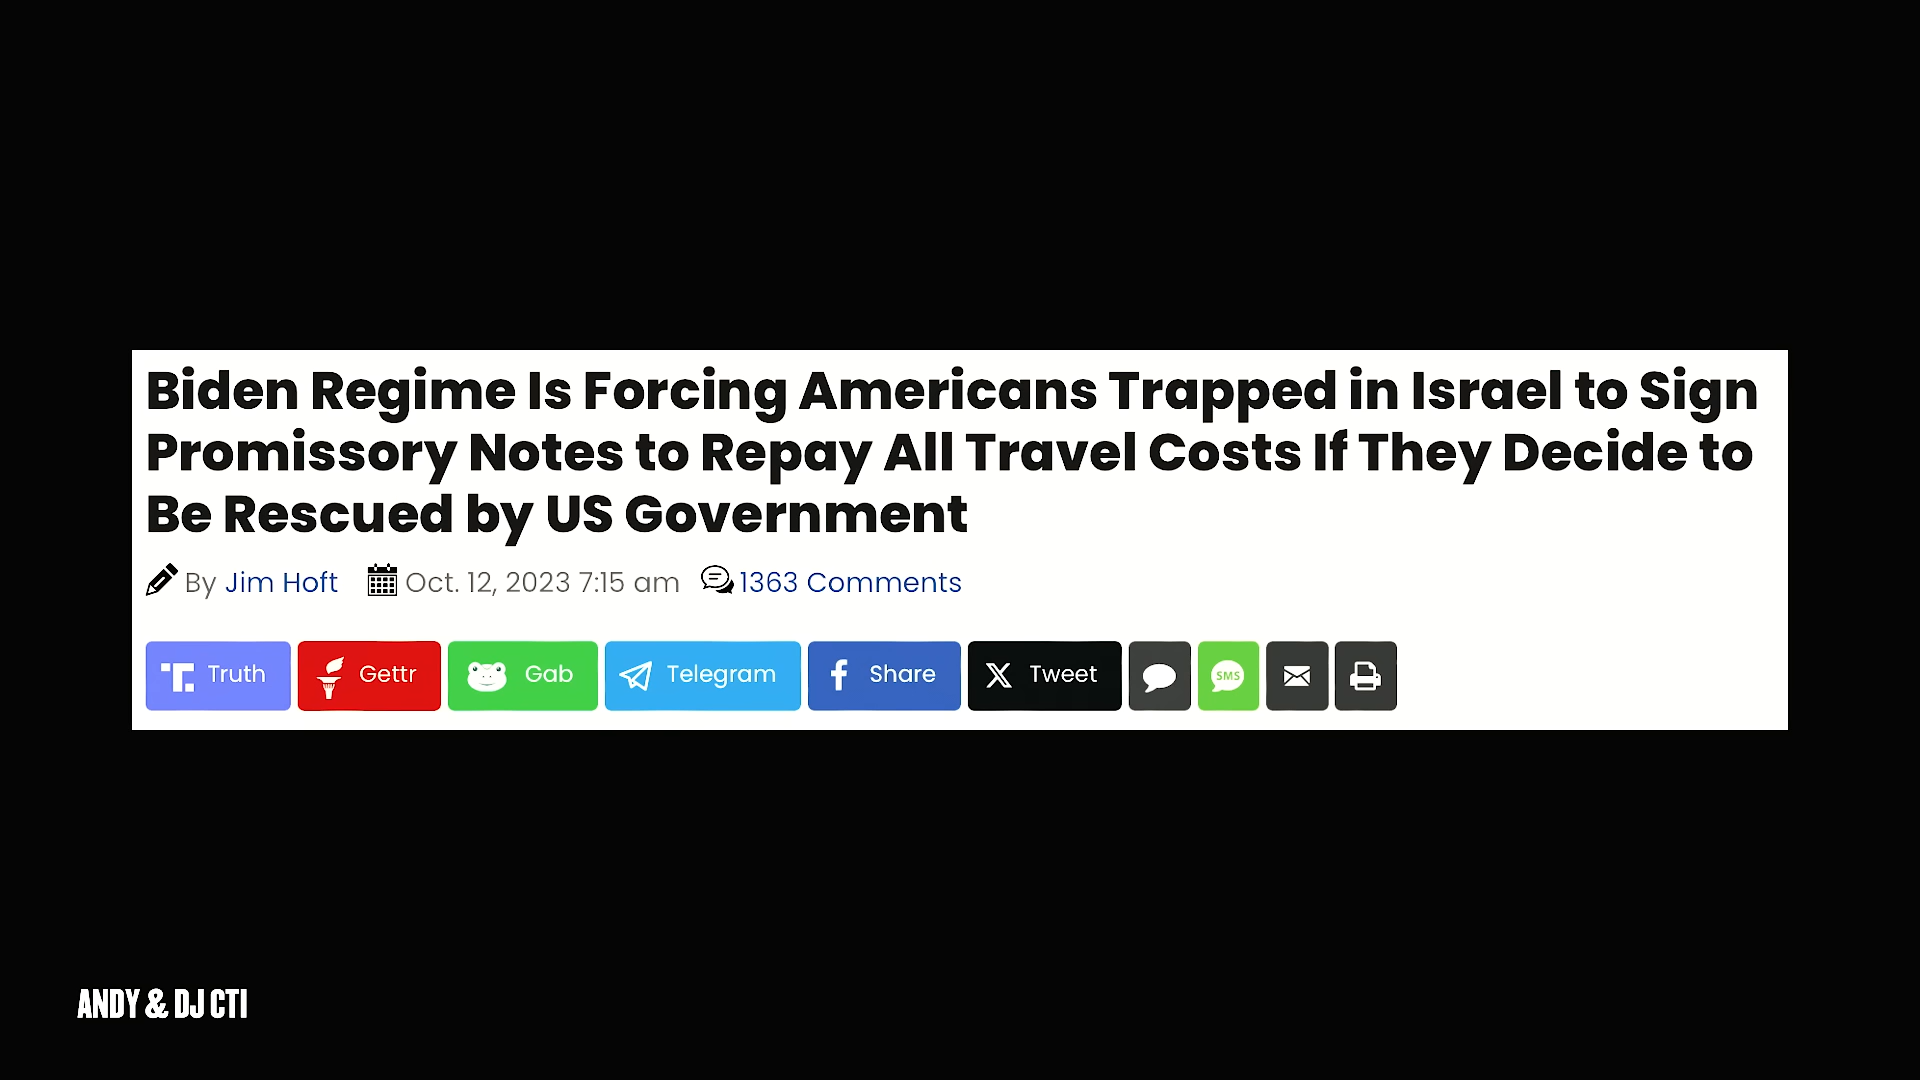 Biden Regime Is Forcing Americans Trapped in Israel to Sign
Promissory Notes to Repay All Travel Costs If They Decide to
Be Rescued by US Government
By Jim Hoft Oct. 12, 2023 7:15 am 1363 Comments
Truth Gettr Gab Telegram Share Tweet SMS
ANDY & DJ CTI